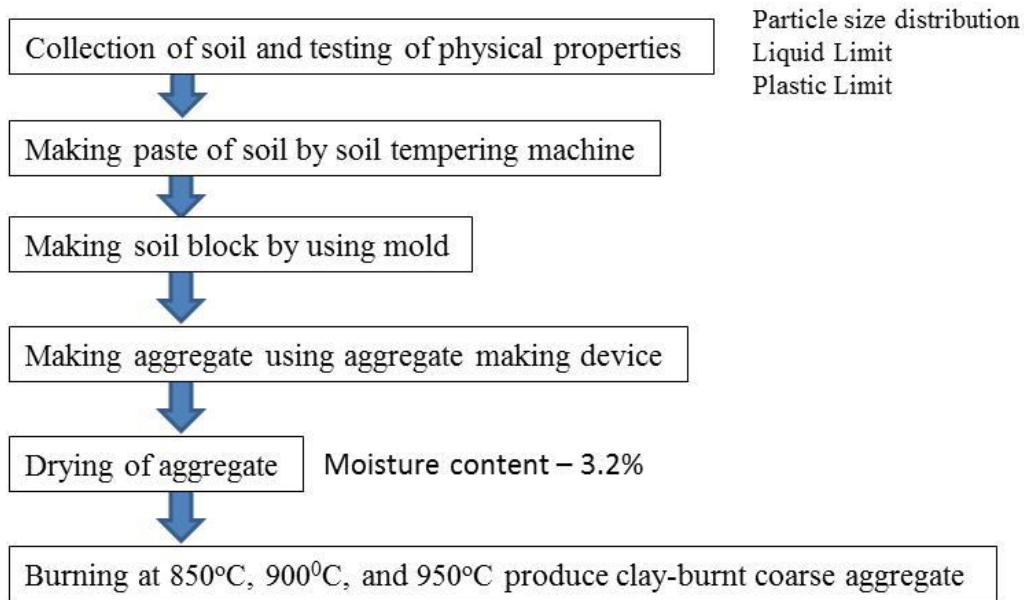 Collection of soil and testing of physical properties
Particle size distribution
Liquid Limit
Plastic Limit
Making paste of soil by soil tempering machine
Making soil block by using mold
Making aggregate using aggregate making device
Drying of aggregate
Moisture content – 3.2%
Burning at 850°C, 900⁰C, and 950°C produce clay-burnt coarse aggregate